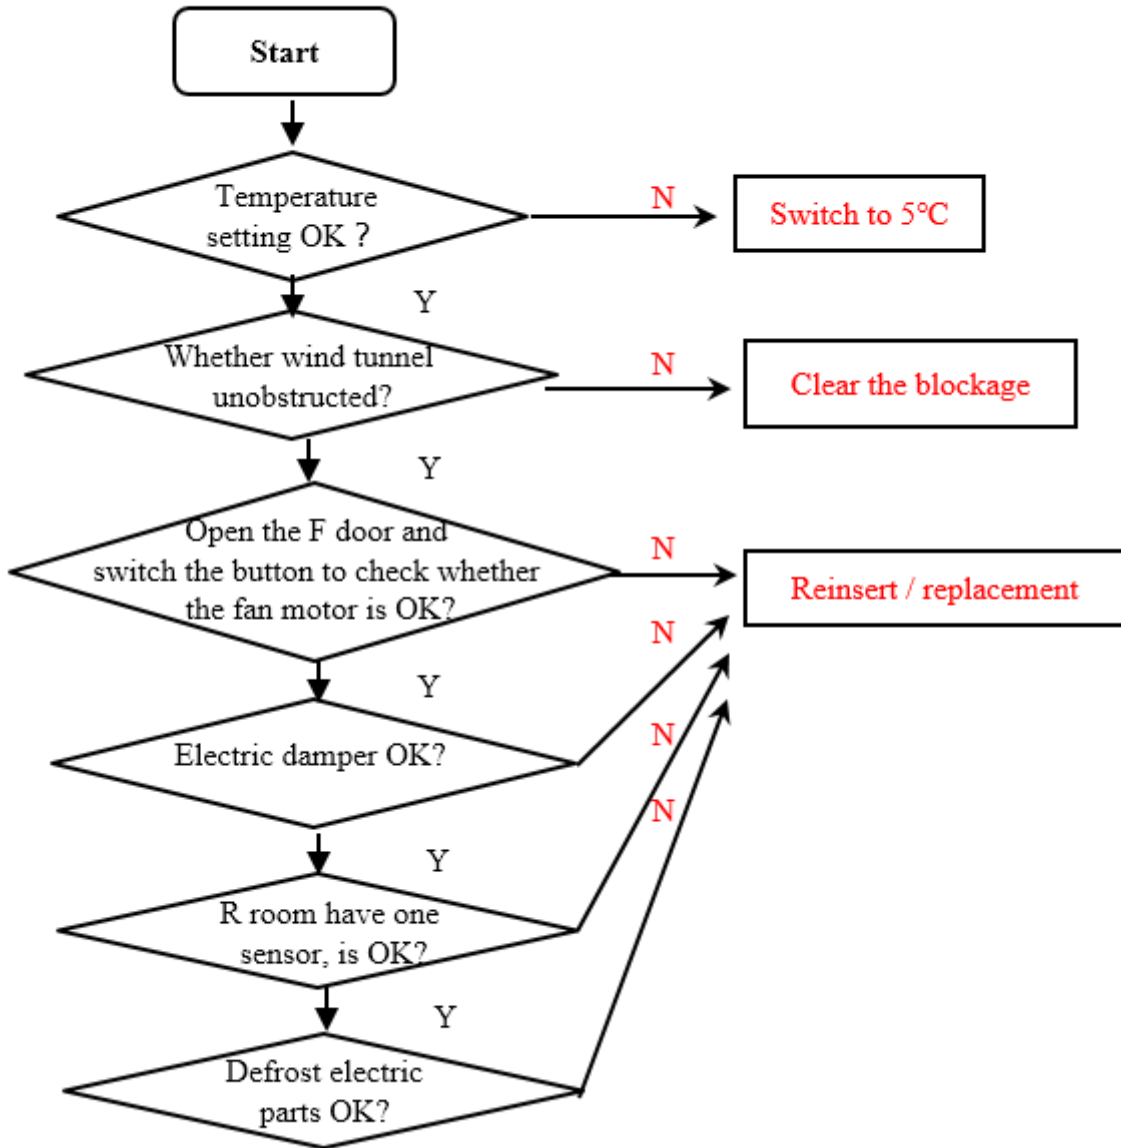 Start
Temperature
setting OK ?
N
Switch to 5℃
Y
Whether wind tunnel
unobstructed?
N
Clear the blockage
Y
Open the F door and
switch the button to check whether
the fan motor is OK?
N
Reinsert / replacement
N
Y
Electric damper OK?
N
N
Y
R room have one
sensor, is OK?
Y
Defrost electric
parts OK?